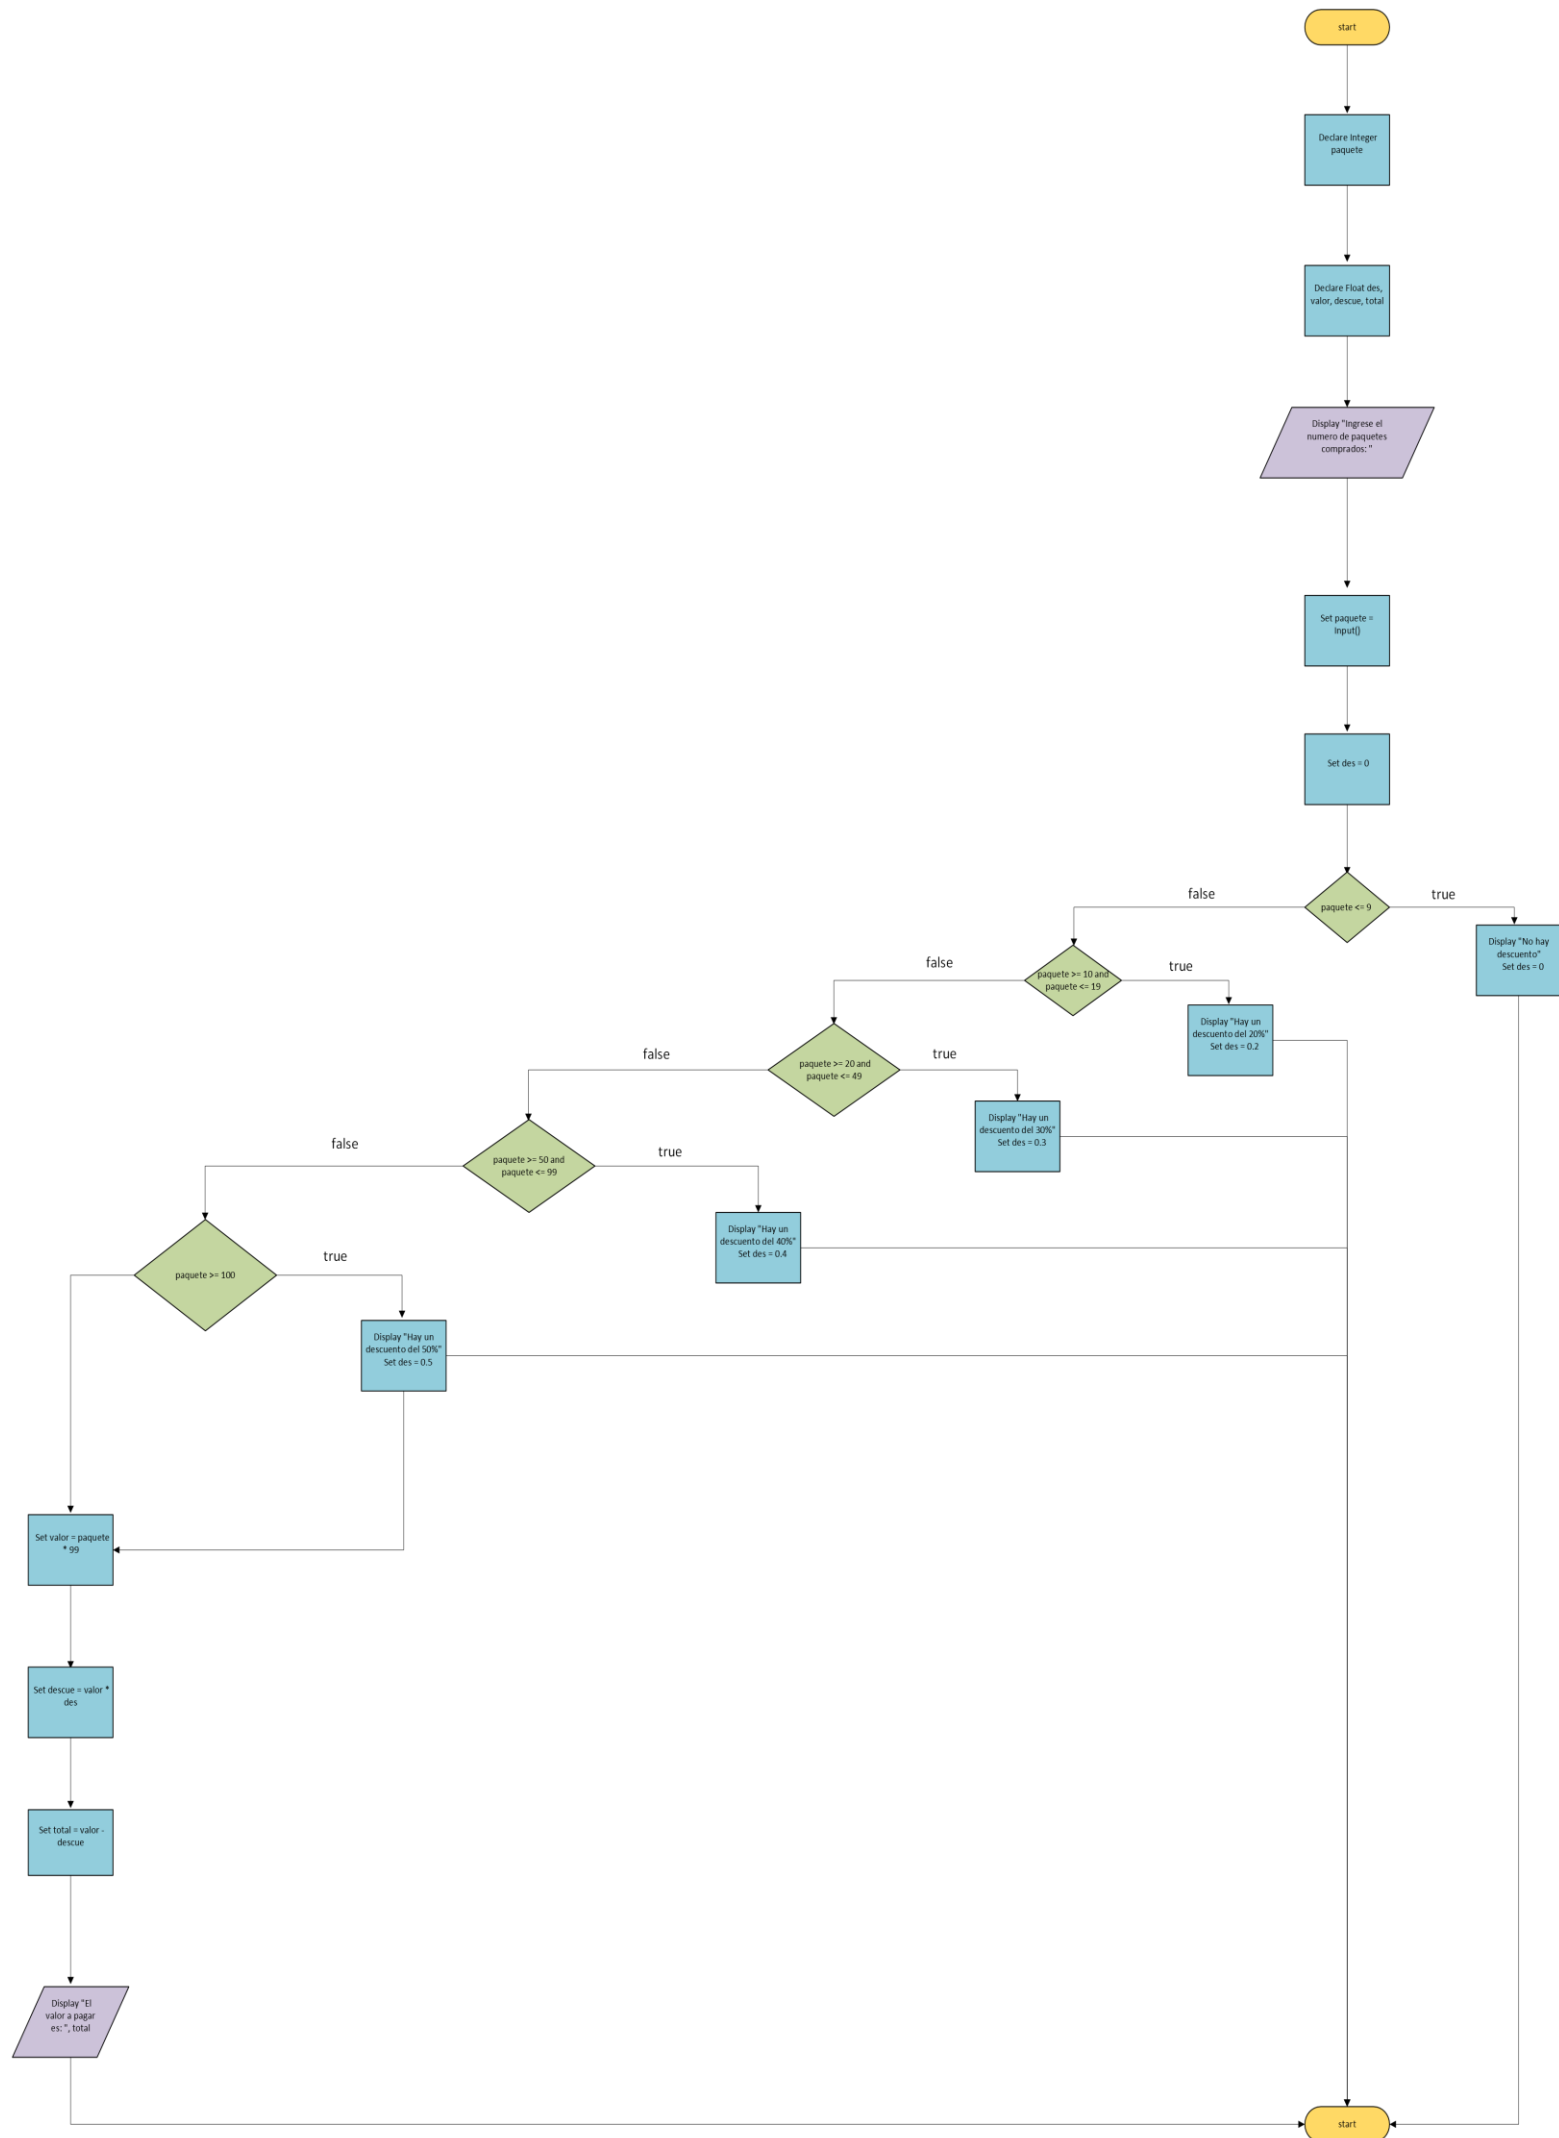 start
Declare Integer
paquete
Declare Float des,
valor, descue, total
Display "Ingrese el
numero de paquetes
comprados: "
Set paquete =
Input()
Set des = 0
paquete <= 9
false
true
Display "No hay
descuento"
Set des = 0
paquete >= 10 and
paquete <= 19
false
true
Display "Hay un
descuento del 20%"
Set des = 0.2
paquete >= 20 and
paquete <= 49
false
true
Display "Hay un
descuento del 30%"
Set des = 0.3
paquete >= 50 and
paquete <= 99
false
true
Display "Hay un
descuento del 40%"
Set des = 0.4
paquete >= 100
true
Display "Hay un
descuento del 50%"
Set des = 0.5
Set valor = paquete
* 99
Set descue = valor *
des
Set total = valor -
descue
Display "El
valor a pagar
es: ", total
start